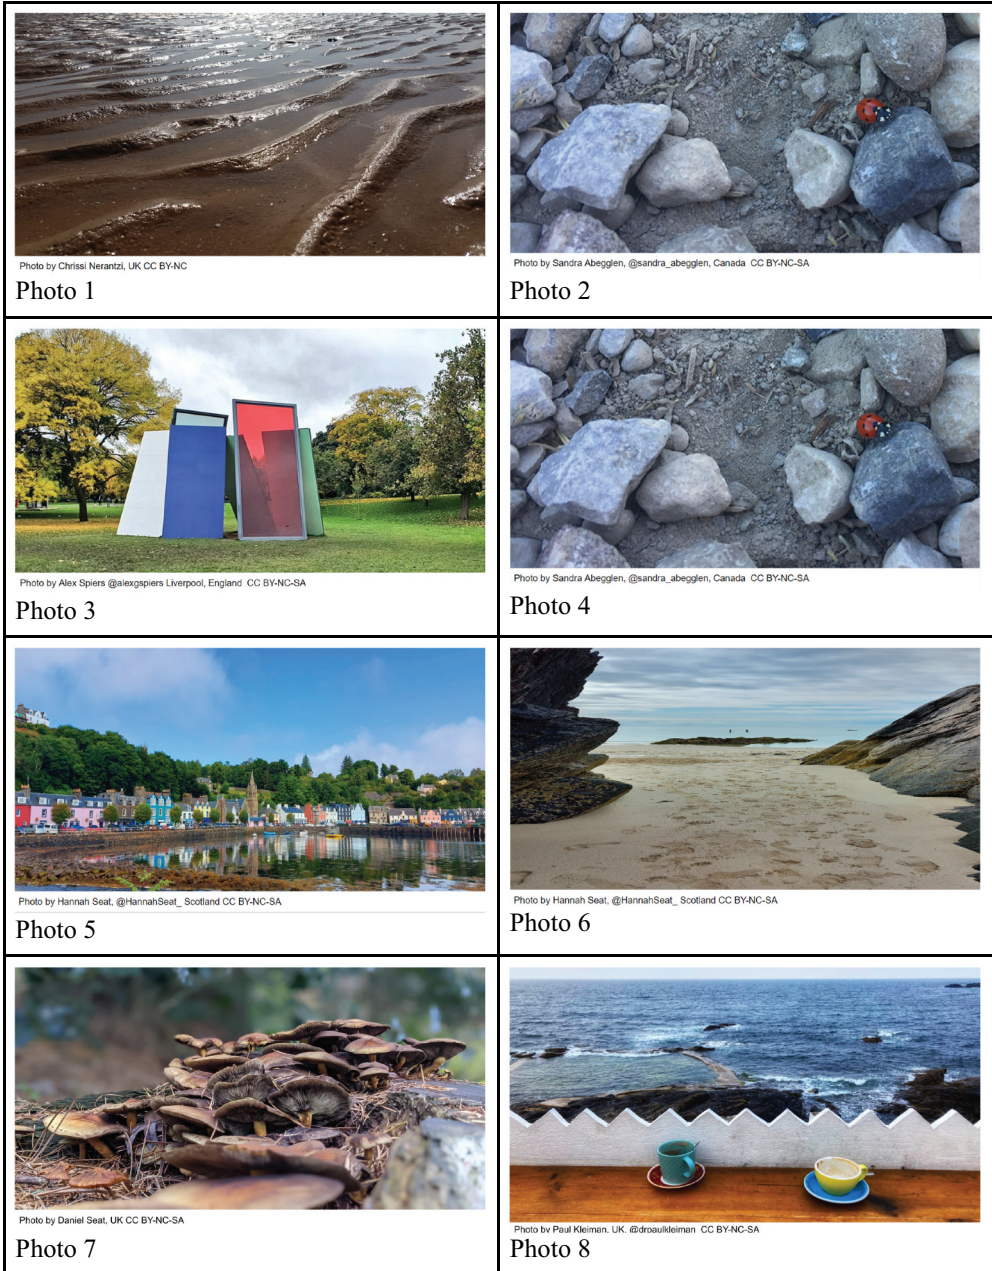 Photo by Chrissi Nerantzi, UK CC BY-NC
Photo 1
Photo by Sandra Abegglen, @sandra_abegglen, Canada CC BY-NC-SA
Photo 2
Photo by Alex Spiers @alexgspiers Liverpool, England CC BY-NC-SA
Photo 3
Photo by Sandra Abegglen, @sandra_abegglen, Canada CC BY-NC-SA
Photo 4
Photo by Hannah Seat, @HannahSeat_ Scotland CC BY-NC-SA
Photo 5
Photo by Hannah Seat, @HannahSeat_ Scotland CC BY-NC-SA
Photo 6
Photo by Daniel Seat, UK CC BY-NC-SA
Photo 7
Photo by Paul Kleiman, UK. @drpaulkleiman CC BY-NC-SA
Photo 8